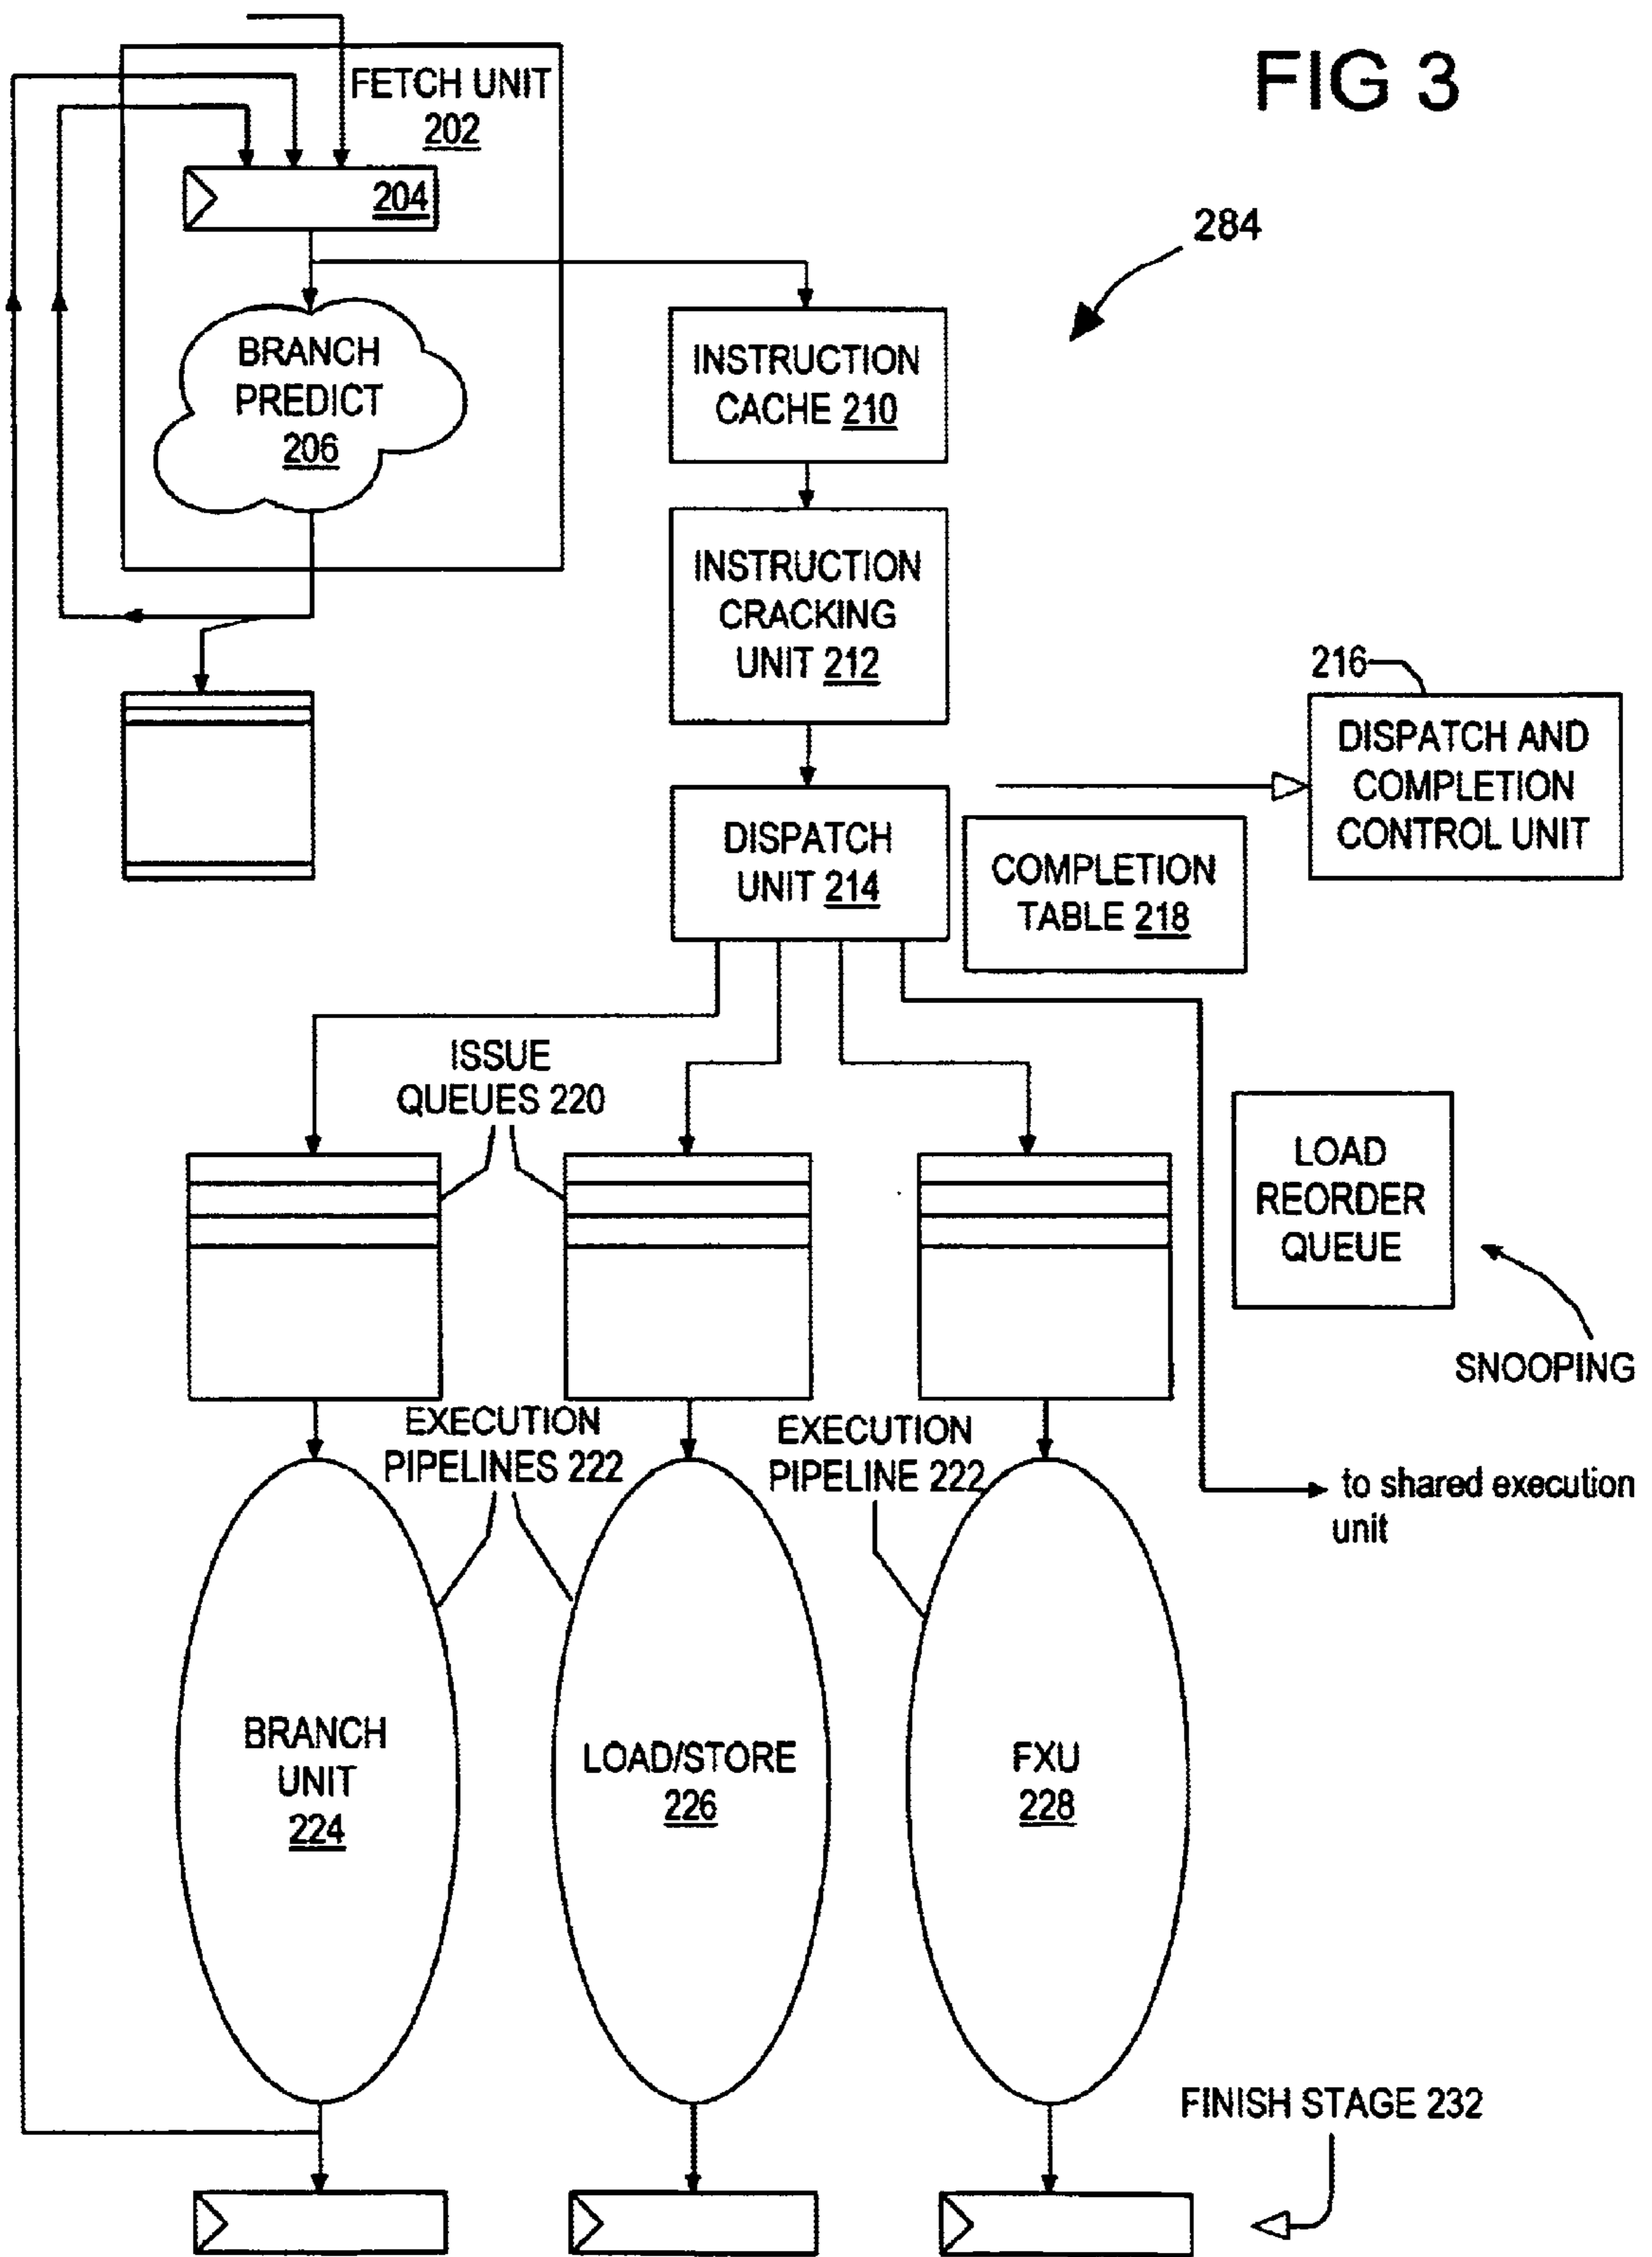 FIG 3
FETCH UNIT
202
204
284
BRANCH
PREDICT
206
INSTRUCTION
CACHE 210
INSTRUCTION
CRACKING
UNIT 212
216
DISPATCH AND
COMPLETION
CONTROL UNIT
DISPATCH
UNIT 214
COMPLETION
TABLE 218
ISSUE
QUEUES 220
LOAD
REORDER
QUEUE
SNOOPING
EXECUTION
PIPELINES 222
EXECUTION
PIPELINE 222
to shared execution
unit
BRANCH
UNIT
224
LOAD/STORE
226
FXU
228
FINISH STAGE 232